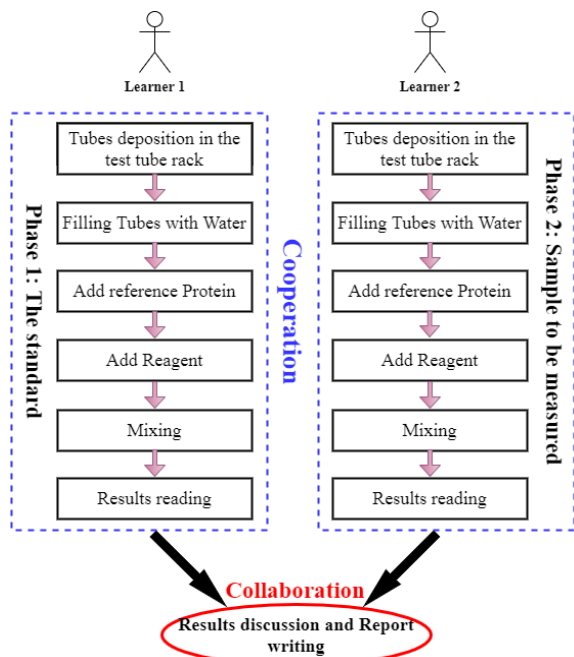 Learner 1
Learner 2
Phase 1: The standard
Tubes deposition in the
test tube rack
Filling Tubes with Water
Add reference Protein
Add Reagent
Mixing
Results reading
Cooperation
Tubes deposition in the
test tube rack
Filling Tubes with Water
Add reference Protein
Add Reagent
Mixing
Results reading
Phase 2: Sample to be
measured
Collaboration
Results discussion and Report
writing